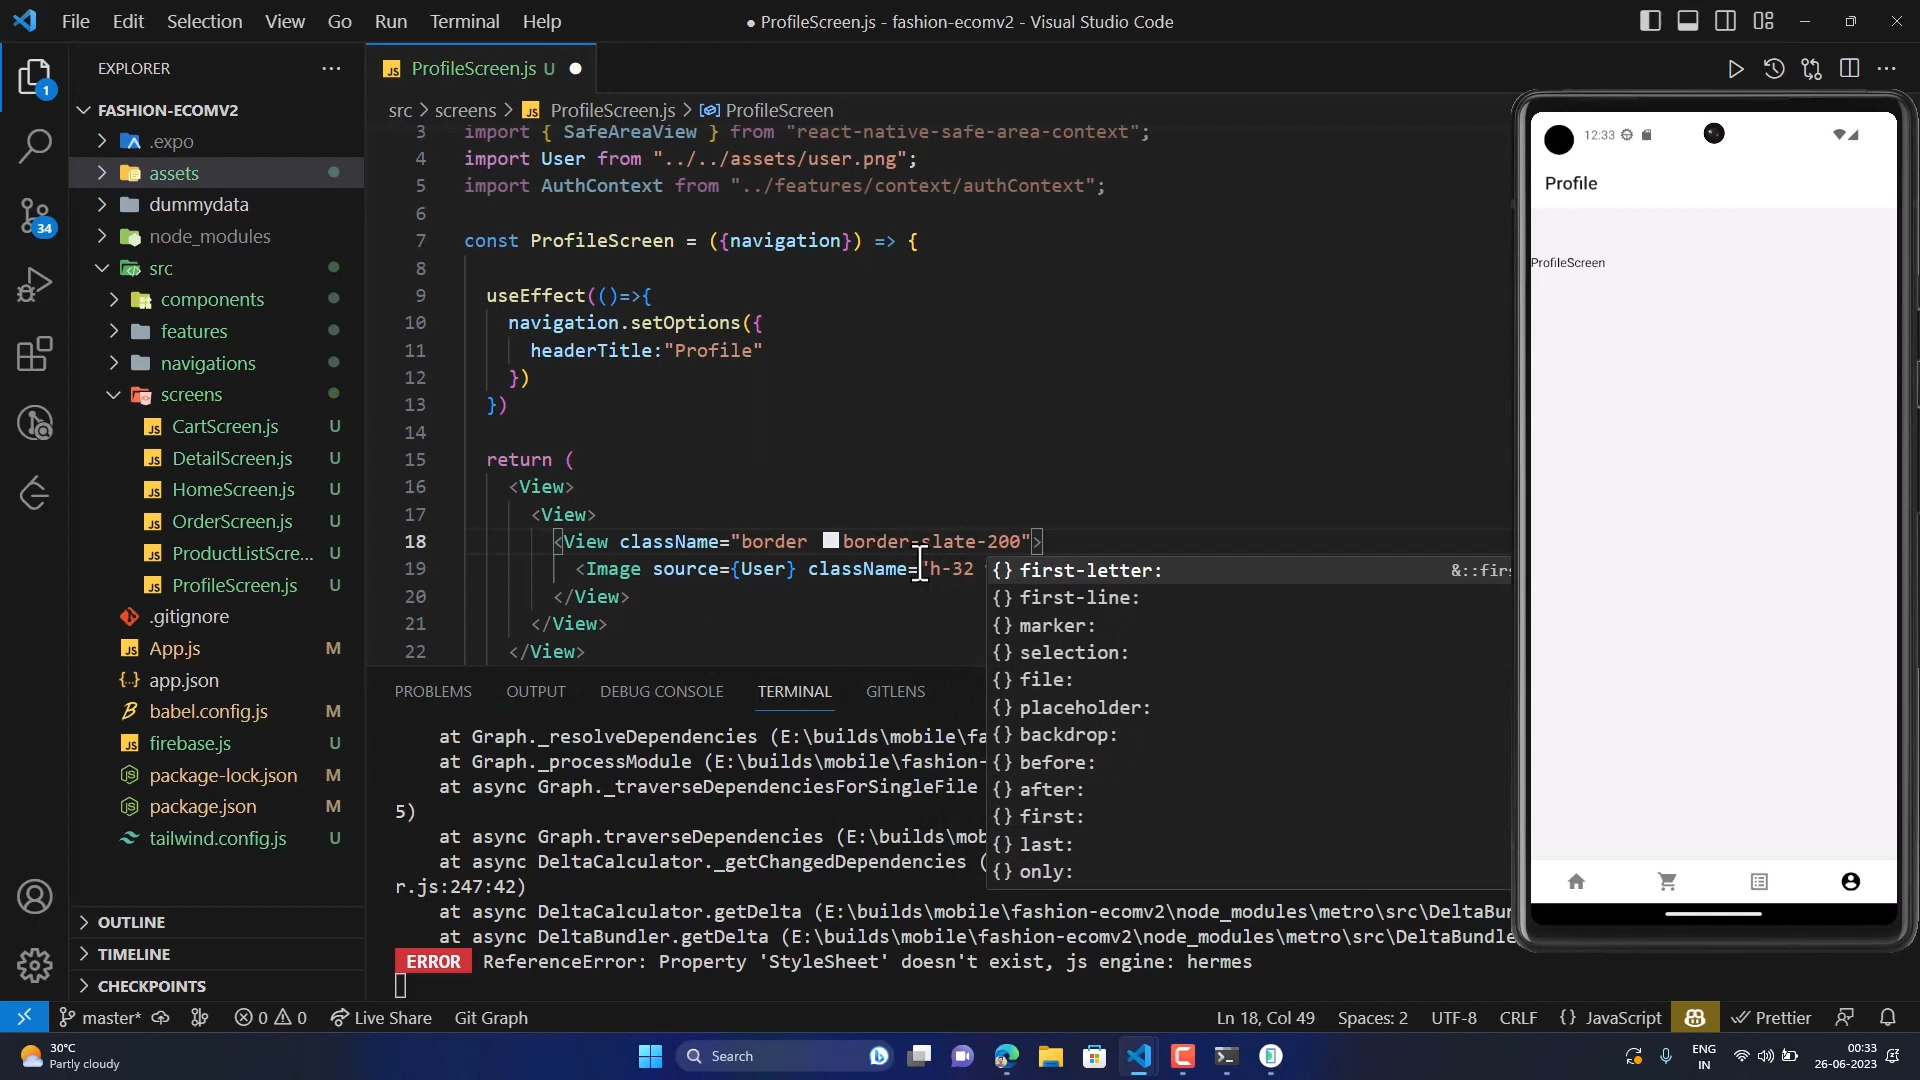 File Edit Selection View Go Run Terminal Help
● ProfileScreen.js - fashion-ecomv2 - Visual Studio Code
EXPLORER
FASHION-ECOMV2
.expo
assets
dummydata
node_modules
src
components
features
navigations
screens
CartScreen.js U
DetailScreen.js U
HomeScreen.js U
OrderScreen.js U
ProductListScre... U
ProfileScreen.js U
.gitignore
App.js M
app.json
babel.config.js M
firebase.js U
package-lock.json M
package.json M
tailwind.config.js U
OUTLINE
TIMELINE
CHECKPOINTS
1
34
JS ProfileScreen.js U
src > screens > JS ProfileScreen.js > ProfileScreen
3 import { SafeAreaView } from "react-native-safe-area-context";
4 import User from "../../assets/user.png";
5 import AuthContext from "../features/context/authContext";
6
7 const ProfileScreen = ({navigation}) => {
8
9 useEffect(()=>{
10 navigation.setOptions({
11 headerTitle:"Profile"
12 })
13 })
14
15 return (
16 <View>
17 <View>
18 <View className="border border-slate-200">
19 <Image source={User} className="h-32
20 </View>
21 </View>
22 </View>
{} first-letter: &::firs
{} first-line:
{} marker:
{} selection:
{} file:
{} placeholder:
{} backdrop:
{} before:
{} after:
{} first:
{} last:
{} only:
PROBLEMS OUTPUT DEBUG CONSOLE TERMINAL GITLENS
at Graph._resolveDependencies (E:\builds\mobile\fa
at Graph._processModule (E:\builds\mobile\fashion-
at async Graph._traverseDependenciesForSingleFile
5)
at async Graph.traverseDependencies (E:\builds\mob
at async DeltaCalculator._getChangedDependencies (
r.js:247:42)
at async DeltaCalculator.getDelta (E:\builds\mobile\fashion-ecomv2\node_modules\metro\src\DeltaBun
at async DeltaBundler.getDelta (E:\builds\mobile\fashion-ecomv2\node_modules\metro\src\DeltaBundle
ERROR ReferenceError: Property 'StyleSheet' doesn't exist, js engine: hermes
12:33
Profile
ProfileScreen
master* 0 0 Live Share Git Graph
Ln 18, Col 49 Spaces: 2 UTF-8 CRLF {} JavaScript Prettier
30°C
Partly cloudy
Search
ENG
IN
00:33
26-06-2023